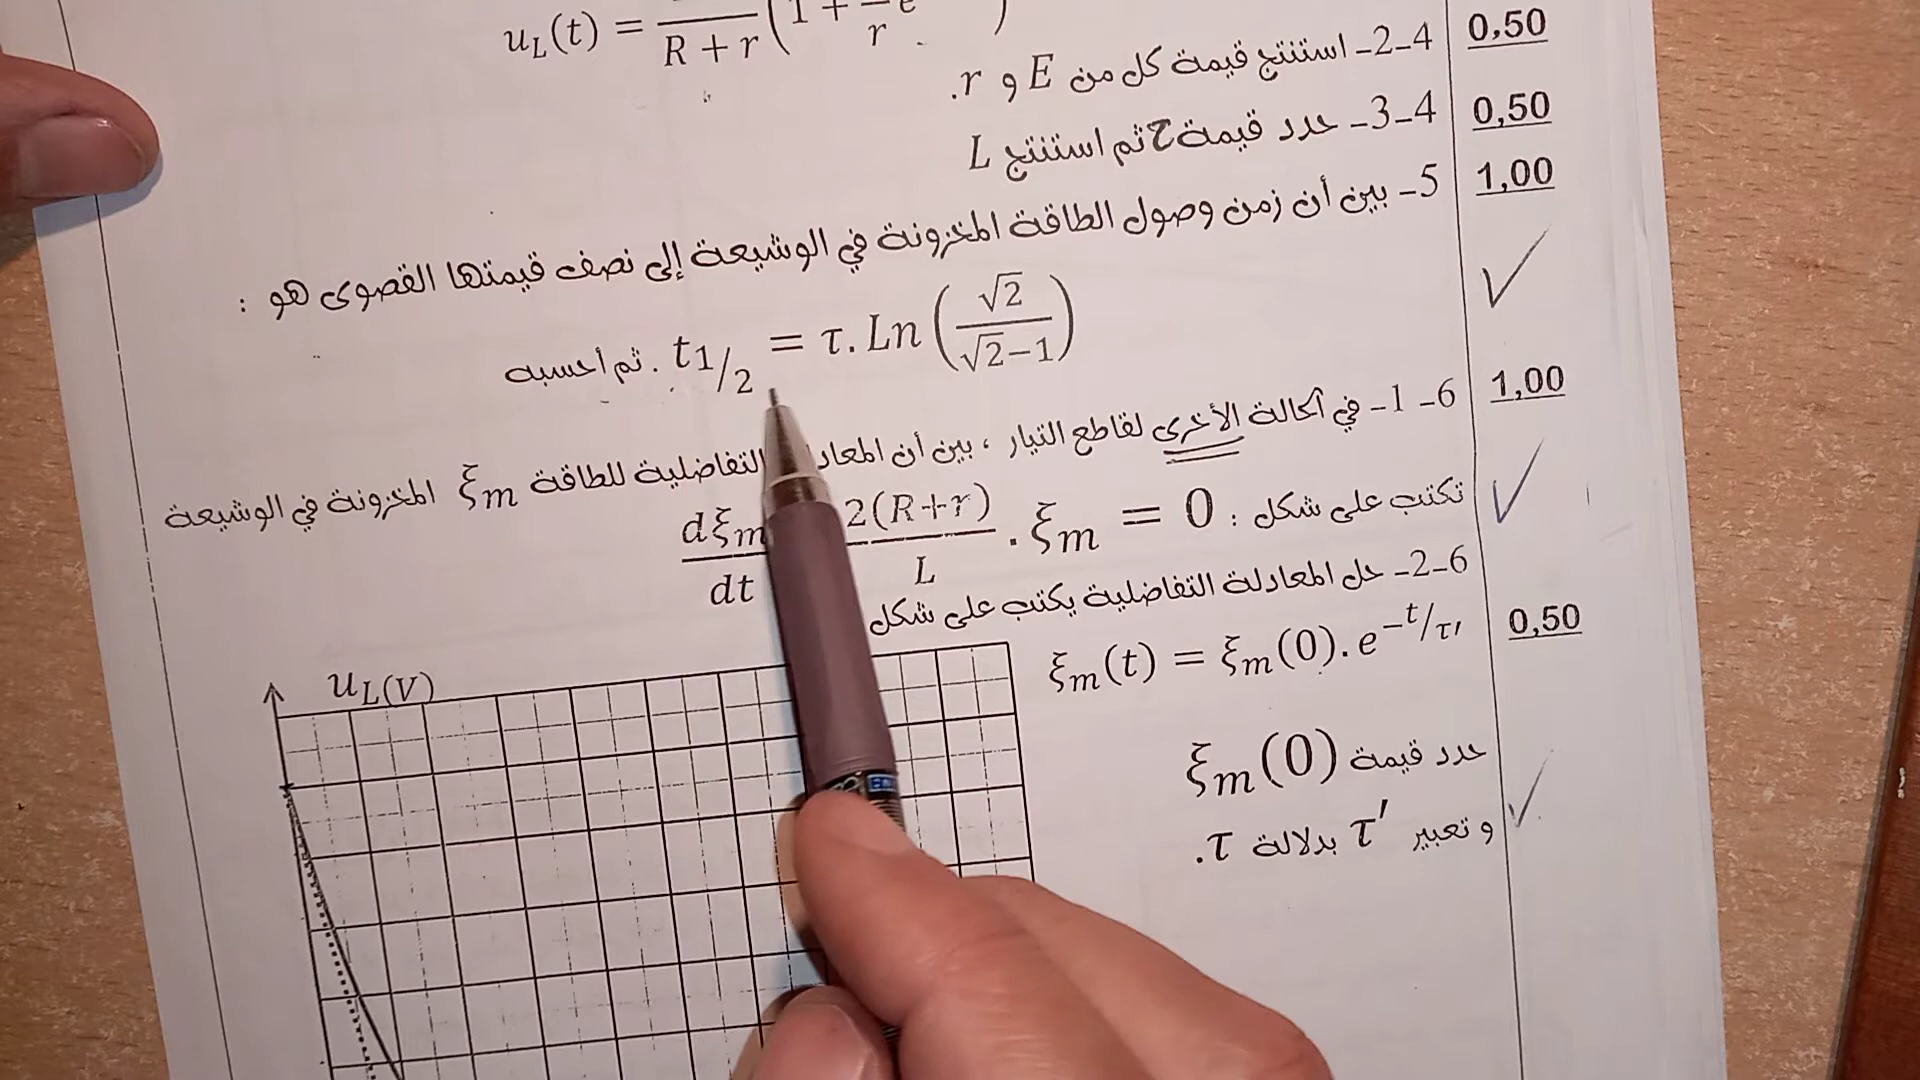 u_L(t) = / R + r (1 + / r e )
0,50
4-2- استنتج قيمة كل من E و r.
0,50
4-3- حدد قيمة τ ثم استنتج L
1,00
5- بين أن زمن وصول الطاقة المخزونة في الوشيعة إلى نصف قيمتها القصوى هو :
t1/2 = τ. Ln (√2 / √2−1) . ثم أحسبه
1,00
6-1- في الحالة الأخرى لقاطع التيار ، بين أن المعاد التفاضلية للطاقة ξm المخزونة في الوشيعة
تكتب على شكل : dξm/dt 2(R+r)/L . ξm = 0
6-2- حل المعادلة التفاضلية يكتب على شكل
0,50
ξm(t) = ξm(0). e^−t/τ′
حدد قيمة ξm(0)
و تعبير τ′ بدلالة τ.
uL(V)